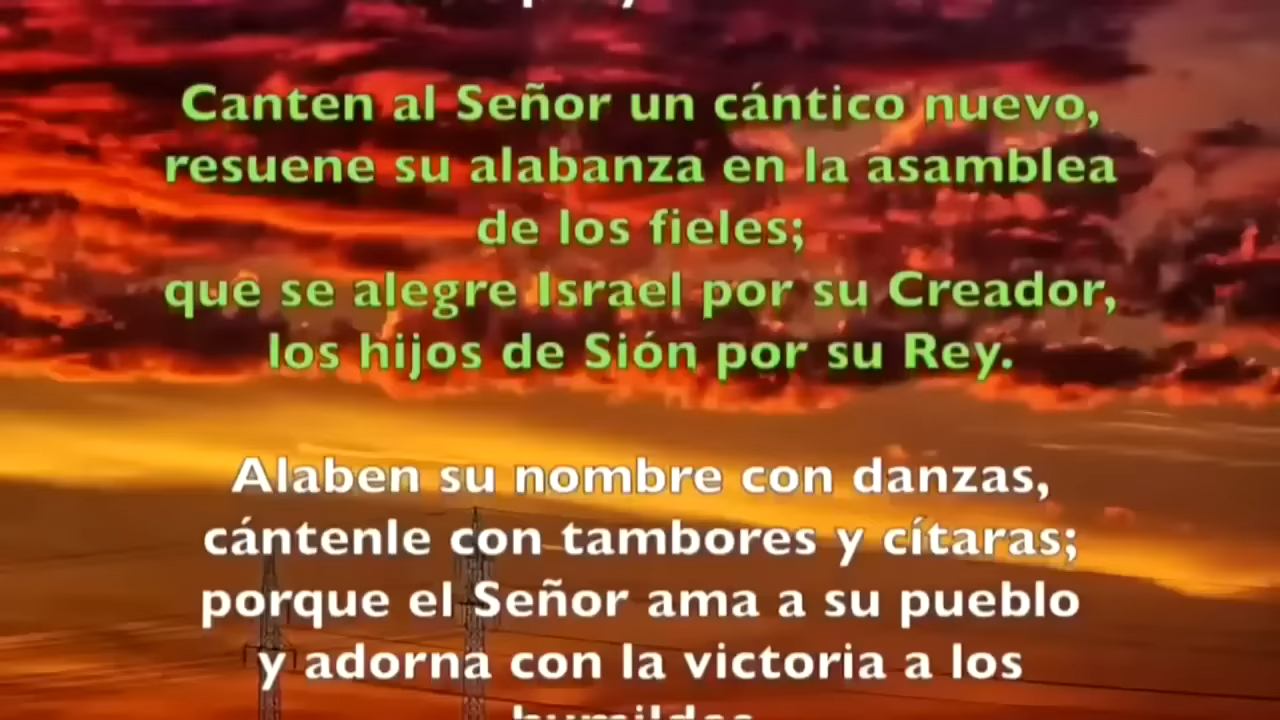 Canten al Señor un cántico nuevo,
resuene su alabanza en la asamblea
de los fieles;
que se alegre Israel por su Creador,
los hijos de Sión por su Rey.
Alaben su nombre con danzas,
cántenle con tambores y cítaras;
porque el Señor ama a su pueblo
y adorna con la victoria a los
humildes